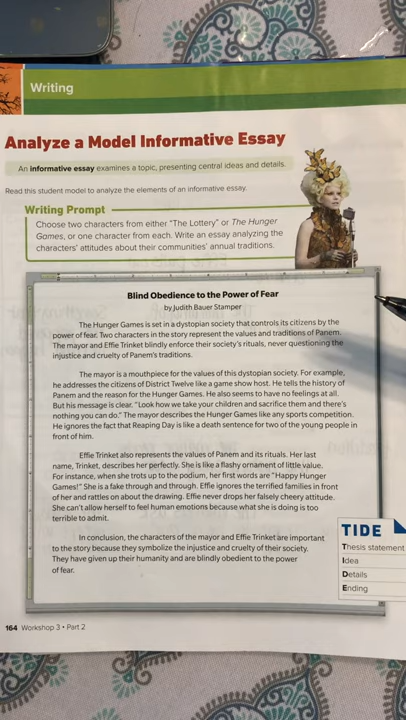 Writing
Analyze a Model Informative Essay
An informative essay examines a topic, presenting central ideas and details.
Read this student model to analyze the elements of an informative essay.
Writing Prompt
Choose two characters from either "The Lottery" or The Hunger
Games, or one character from each. Write an essay analyzing the
characters' attitudes about their communities' annual traditions.
Blind Obedience to the Power of Fear
by Judith Bauer Stamper
The Hunger Games is set in a dystopian society that controls its citizens by the
power of fear. Two characters in the story represent the values and traditions of Panem.
The mayor and Effie Trinket blindly enforce their society's rituals, never questioning the
injustice and cruelty of Panem's traditions.
The mayor is a mouthpiece for the values of this dystopian society. For example,
he addresses the citizens of District Twelve like a game show host. He tells the history of
Panem and the reason for the Hunger Games. He also seems to have no feelings at all.
But his message is clear. "Look how we take your children and sacrifice them and there's
nothing you can do." The mayor describes the Hunger Games like any sports competition.
He ignores the fact that Reaping Day is like a death sentence for two of the young people in
front of him.
Effie Trinket also represents the values of Panem and its rituals. Her last
name, Trinket, describes her perfectly. She is like a flashy ornament of little value.
For instance, when she trots up to the podium, her first words are "Happy Hunger
Games!" She is a fake through and through. Effie ignores the terrified families in front
of her and rattles on about the drawing. Effie never drops her falsely cheery attitude.
She can't allow herself to feel human emotions because what she is doing is too
terrible to admit.
In conclusion, the characters of the mayor and Effie Trinket are important
to the story because they symbolize the injustice and cruelty of their society.
They have given up their humanity and are blindly obedient to the power
of fear.
TIDE
Thesis statement
Idea
Details
Ending
164 Workshop 3 • Part 2